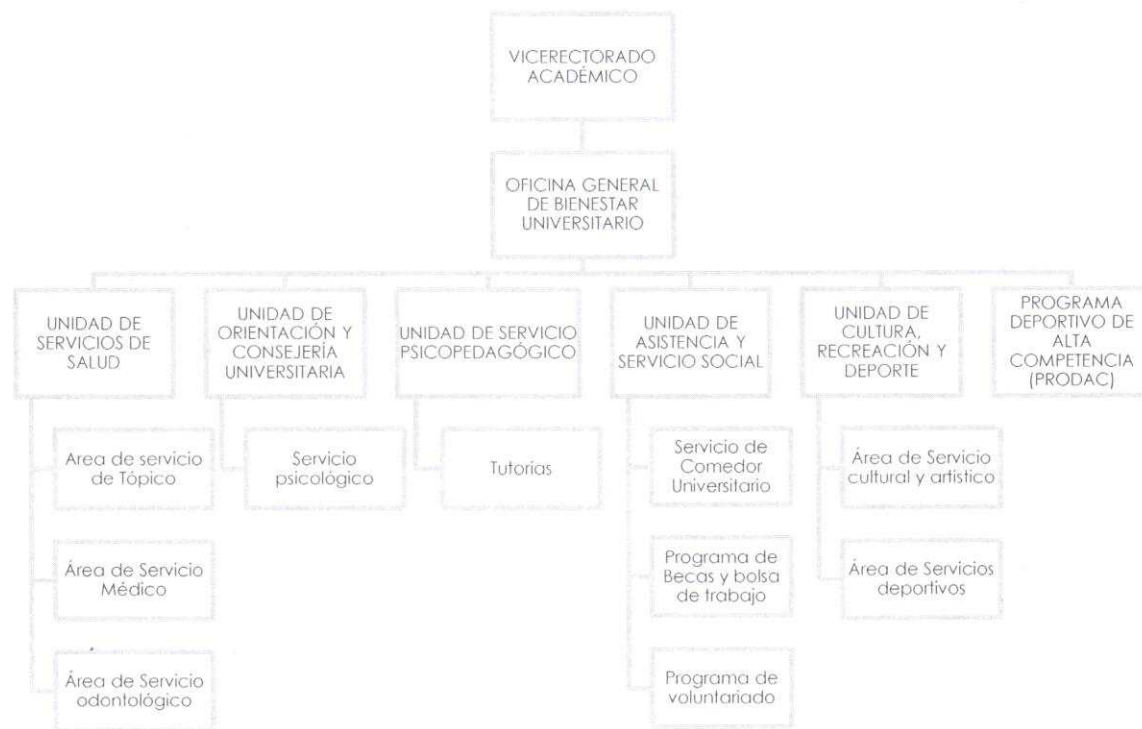 VICERECTORADO
ACADÉMICO
OFICINA GENERAL
DE BIENESTAR
UNIVERSITARIO
UNIDAD DE
SERVICIOS DE
SALUD
UNIDAD DE
ORIENTACIÓN Y
CONSEJERÍA
UNIVERSITARIA
UNIDAD DE SERVICIO
PSICOPEDAGÓGICO
UNIDAD DE
ASISTENCIA Y
SERVICIO SOCIAL
UNIDAD DE
CULTURA,
RECREACIÓN Y
DEPORTE
PROGRAMA
DEPORTIVO DE
ALTA
COMPETENCIA
(PRODAC)
Area de servicio
de Tópico
Área de Servicio
Médico
Área de Servicio
odontológico
Servicio
psicológico
Tutorías
Servicio de
Comedor
Universitario
Programa de
Becas y bolsa
de trabajo
Programa de
voluntariado
Área de Servicio
cultural y artístico
Área de Servicios
deportivos